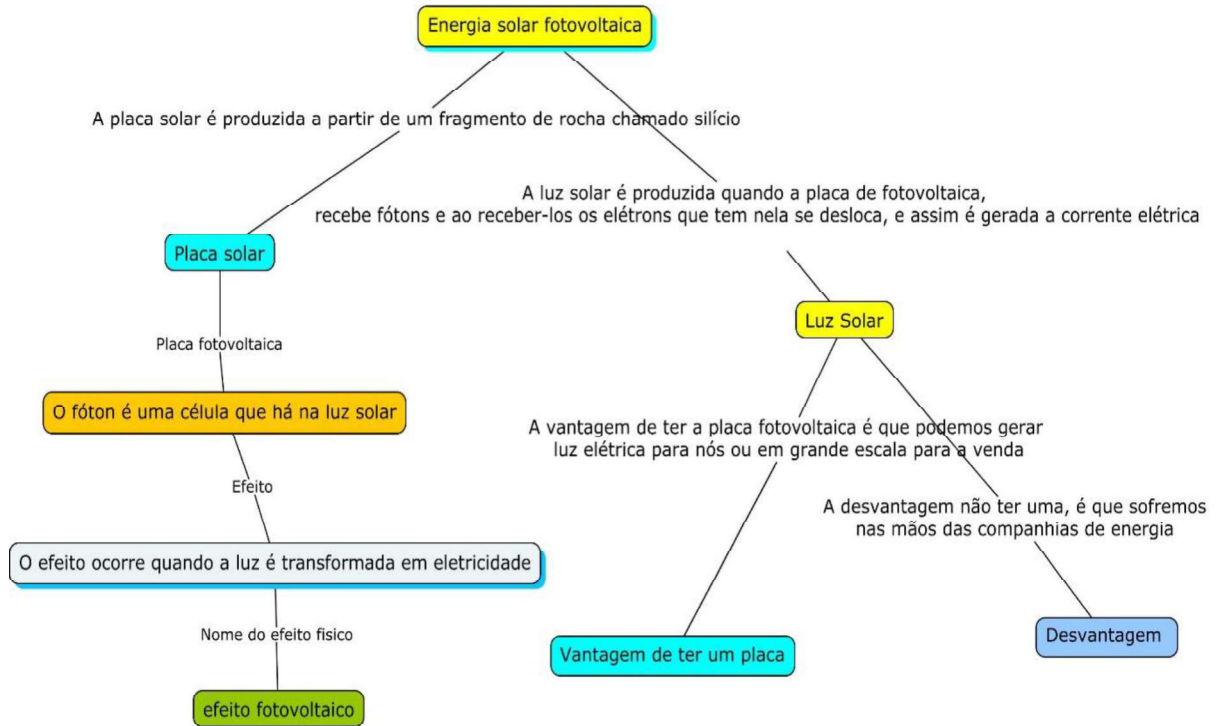 Energia solar fotovoltaica
A placa solar é produzida a partir de um fragmento de rocha chamado silício
A luz solar é produzida quando a placa de fotovoltaica,
recebe fótons e ao receber-los os elétrons que tem nela se desloca, e assim é gerada a corrente elétrica
Placa solar
Luz Solar
Placa fotovoltaica
O fóton é uma célula que há na luz solar
A vantagem de ter a placa fotovoltaica é que podemos gerar
luz elétrica para nós ou em grande escala para a venda
Efeito
A desvantagem não ter uma, é que sofremos
nas mãos das companhias de energia
O efeito ocorre quando a luz é transformada em eletricidade
Nome do efeito fisico
Vantagem de ter um placa
Desvantagem
efeito fotovoltaico